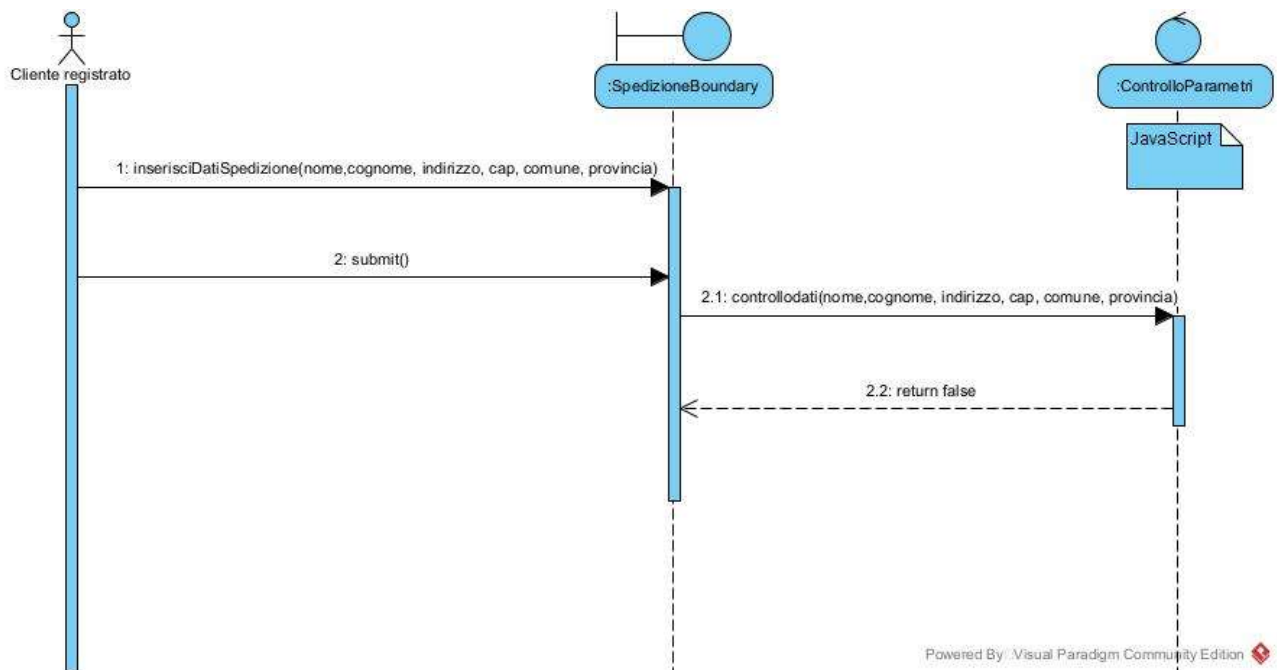 Cliente registrato
:SpedizioneBoundary
:ControlloParametri
JavaScript
1: inserisciDatiSpedizione(nome,cognome, indirizzo, cap, comune, provincia)
2: submit()
2.1: controllodati(nome,cognome, indirizzo, cap, comune, provincia)
2.2: return false
Powered By Visual Paradigm Community Edition